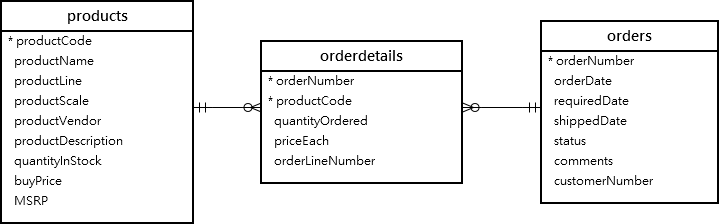 products
* productCode
productName
productLine
productScale
productVendor
productDescription
quantityInStock
buyPrice
MSRP
orderdetails
* orderNumber
* productCode
quantityOrdered
priceEach
orderLineNumber
orders
* orderNumber
orderDate
requiredDate
shippedDate
status
comments
customerNumber